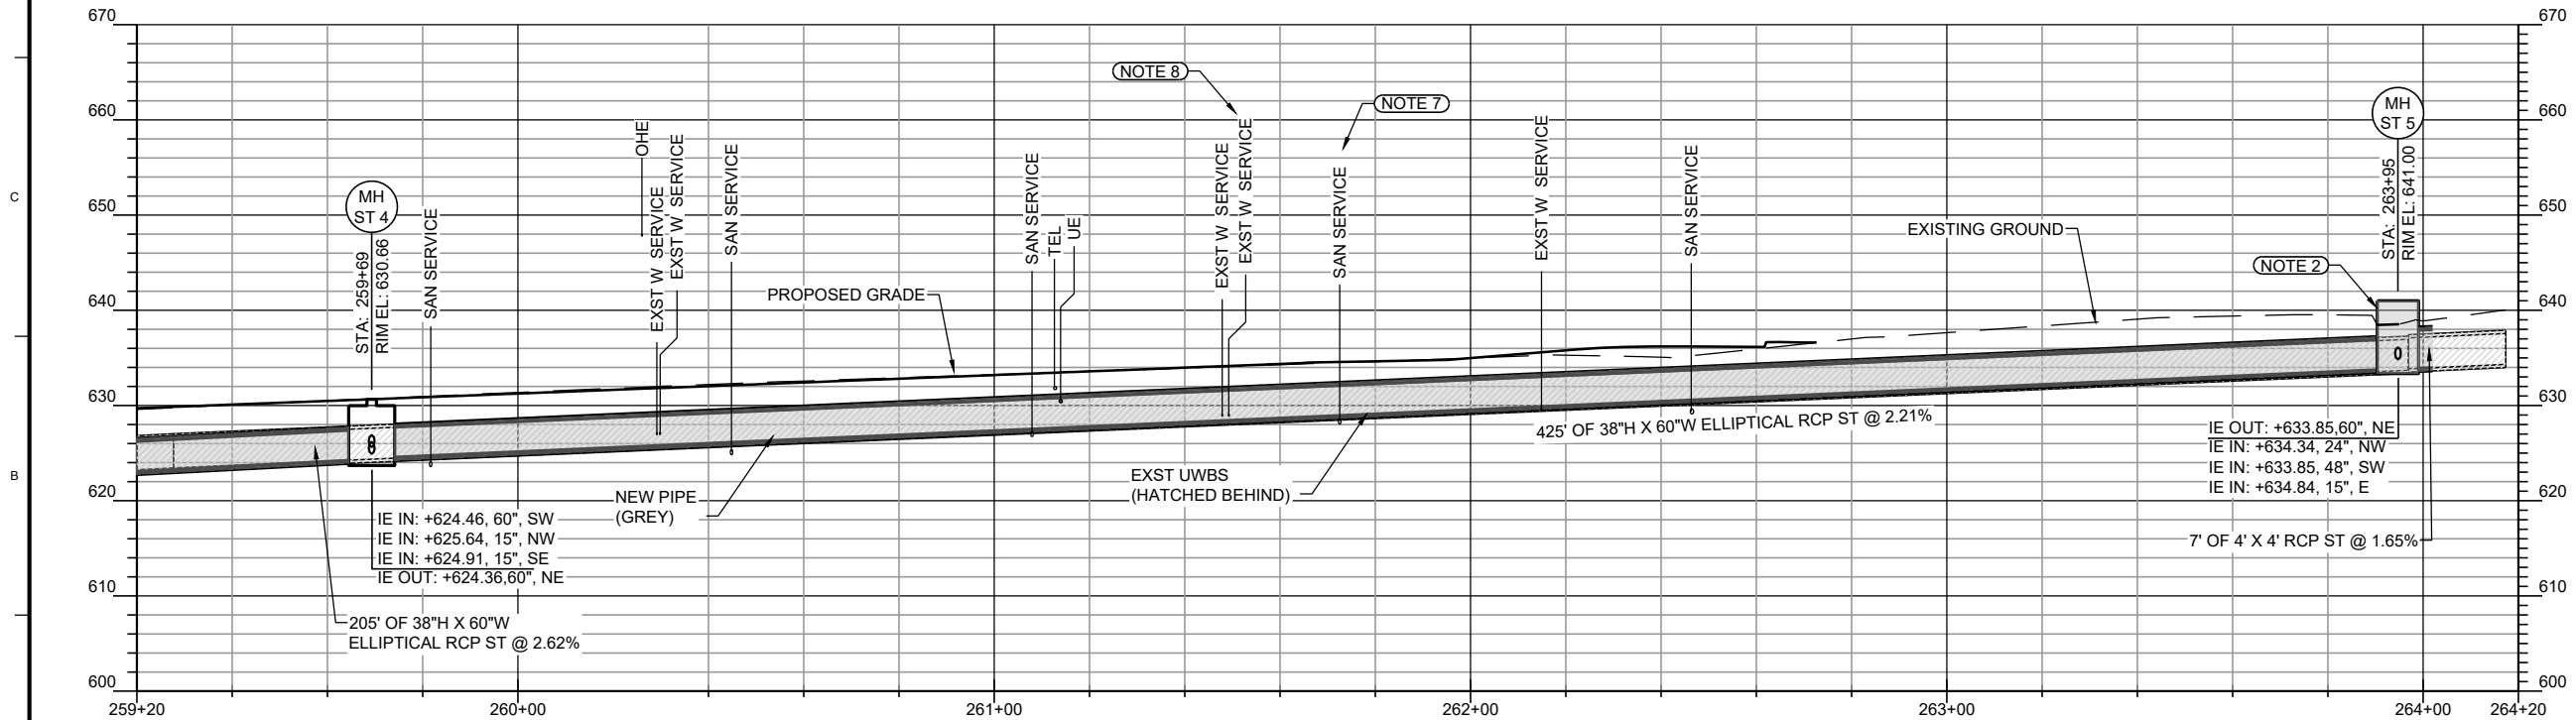 670
670
NOTE 8
NOTE 7
660
660
MH
ST 5
OHE
EXST W SERVICE
EXST W SERVICE
SAN SERVICE
SAN SERVICE
TEL
UE
EXST W SERVICE
EXST W SERVICE
SAN SERVICE
EXST W SERVICE
SAN SERVICE
STA: 263+95
RIM EL: 641.00
C
MH
ST 4
STA: 259+69
RIM EL: 630.66
SAN SERVICE
650
650
EXISTING GROUND
NOTE 2
PROPOSED GRADE
640
640
630
630
425' OF 38"H X 60"W ELLIPTICAL RCP ST @ 2.21%
IE OUT: +633.85,60", NE
IE IN: +634.34, 24", NW
IE IN: +633.85, 48", SW
IE IN: +634.84, 15", E
B
EXST UWBS
(HATCHED BEHIND)
NEW PIPE
(GREY)
620
620
IE IN: +624.46, 60", SW
IE IN: +625.64, 15", NW
IE IN: +624.91, 15", SE
IE OUT: +624.36,60", NE
7' OF 4' X 4' RCP ST @ 1.65%
610
610
205' OF 38"H X 60"W
ELLIPTICAL RCP ST @ 2.62%
600
600
259+20
260+00
261+00
262+00
263+00
264+00
264+20